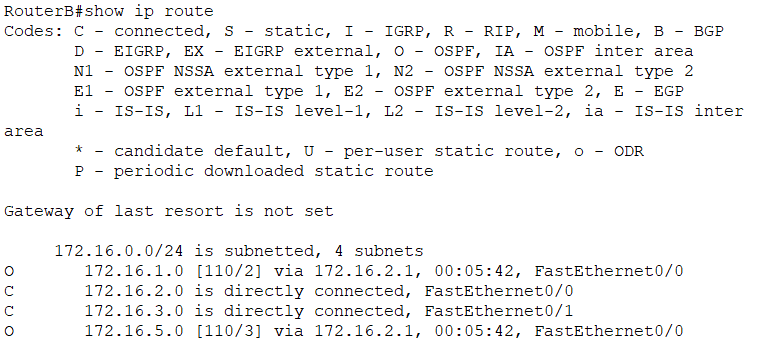 RouterB#show ip route
Codes: C - connected, S - static, I - IGRP, R - RIP, M - mobile, B - BGP
       D - EIGRP, EX - EIGRP external, O - OSPF, IA - OSPF inter area
       N1 - OSPF NSSA external type 1, N2 - OSPF NSSA external type 2
       E1 - OSPF external type 1, E2 - OSPF external type 2, E - EGP
       i - IS-IS, L1 - IS-IS level-1, L2 - IS-IS level-2, ia - IS-IS inter
area
       * - candidate default, U - per-user static route, o - ODR
       P - periodic downloaded static route

Gateway of last resort is not set

     172.16.0.0/24 is subnetted, 4 subnets
O       172.16.1.0 [110/2] via 172.16.2.1, 00:05:42, FastEthernet0/0
C       172.16.2.0 is directly connected, FastEthernet0/0
C       172.16.3.0 is directly connected, FastEthernet0/1
O       172.16.5.0 [110/3] via 172.16.2.1, 00:05:42, FastEthernet0/0